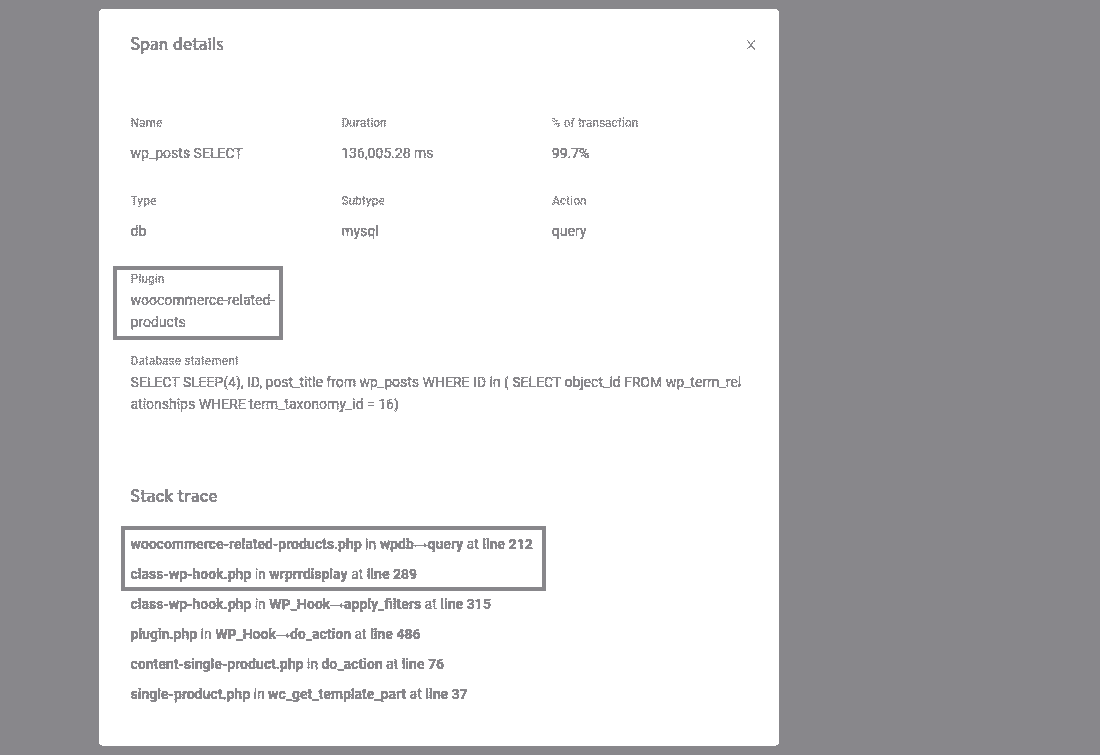 Span details
X
Name Duration % of transaction
wp_posts SELECT 136,005.28 ms 99.7%
Type Subtype Action
db mysql query
Plugin
woocommerce-related-
products
Database statement
SELECT SLEEP(4), ID, post_title from wp_posts WHERE ID in ( SELECT object_id FROM wp_term_rel
ationships WHERE term_taxonomy_id = 16)
Stack trace
woocommerce-related-products.php in wpdb→query at line 212
class-wp-hook.php in wrprrdisplay at line 289
class-wp-hook.php in WP_Hook→apply_filters at line 315
plugin.php in WP_Hook→do_action at line 486
content-single-product.php in do_action at line 76
single-product.php in wc_get_template_part at line 37